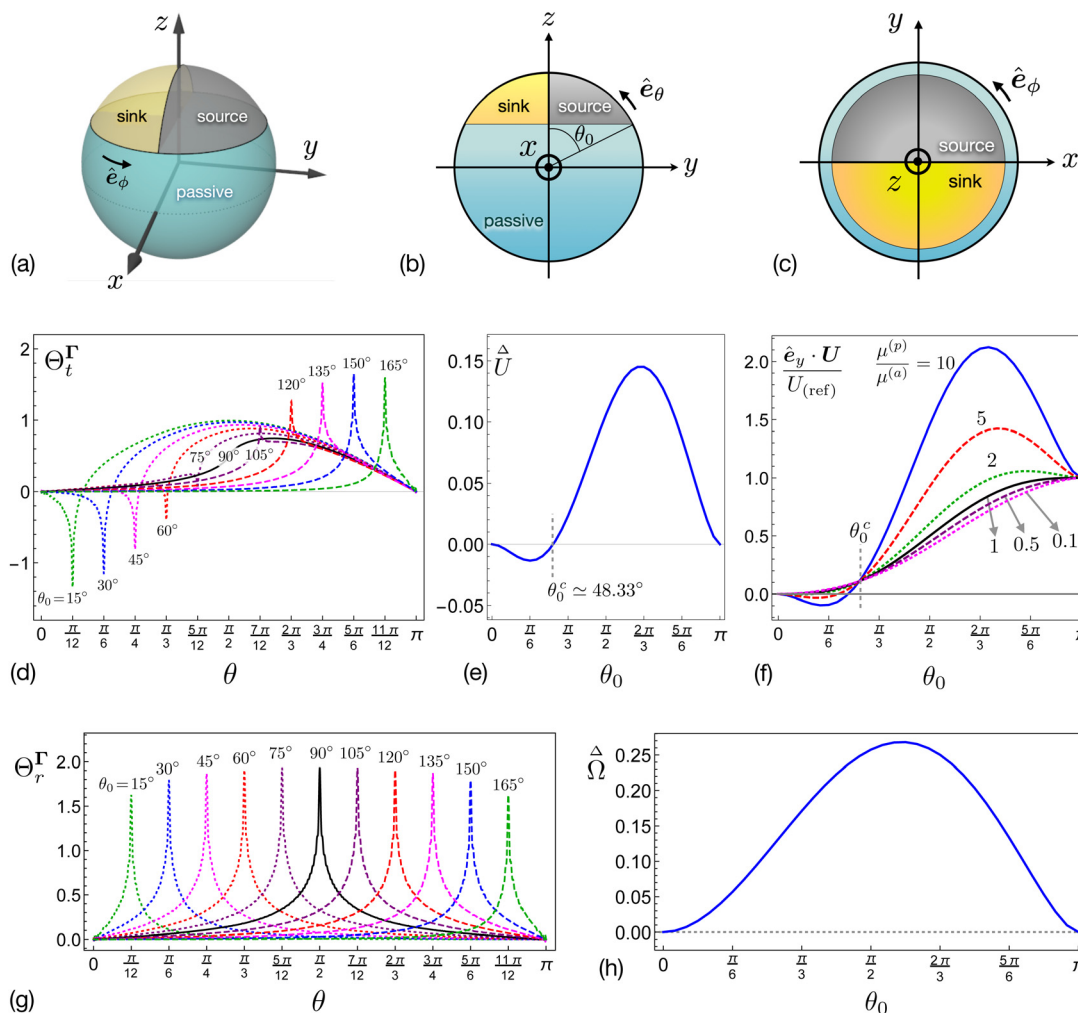 z
sink
source
y
ê_ϕ
passive
x
(a)
z
sink
source
ê_θ
θ_0
x
y
passive
(b)
y
ê_ϕ
source
x
z
sink
(c)
Θ_t^Γ
2
1
0
−1
150° 165°
135°
120°
75° 90° 105°
60°
45°
30°
θ_0=15°
0 π/12 π/6 π/4 π/3 5π/12 π/2 7π/12 2π/3 3π/4 5π/6 11π/12 π
(d) θ
Û
0.15
0.10
0.05
0.00
−0.05
θ_0^c ≃ 48.33°
0 π/6 π/3 π/2 2π/3 5π/6 π
(e) θ_0
ê_y · U / U_(ref)
μ^(p)/μ^(a) = 10
2.0
1.5
1.0
0.5
0.0
5
2
θ_0^c
1 0.5 0.1
0 π/6 π/3 π/2 2π/3 5π/6 π
(f) θ_0
Θ_r^Γ
2.0
1.5
1.0
0.5
0.0
θ_0=15° 30° 45° 60° 75° 90° 105° 120° 135° 150° 165°
0 π/12 π/6 π/4 π/3 5π/12 π/2 7π/12 2π/3 3π/4 5π/6 11π/12 π
(g) θ
Ω̂
0.25
0.20
0.15
0.10
0.05
0.00
0 π/6 π/3 π/2 2π/3 5π/6 π
(h) θ_0